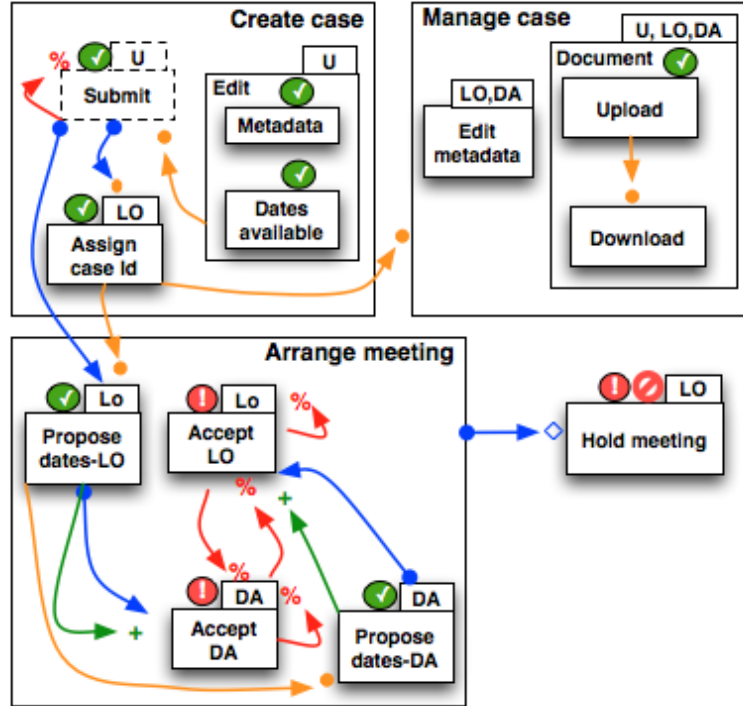 Create case
U
%
Submit
U
Edit
Metadata
Dates
available
LO
Assign
case Id
Manage case
U, LO,DA
Document
LO,DA
Edit
metadata
Upload
Download
Arrange meeting
Lo
Propose
dates-LO
Lo
Accept
LO
%
%
+
%
DA
Accept
DA
%
+
DA
Propose
dates-DA
LO
Hold meeting